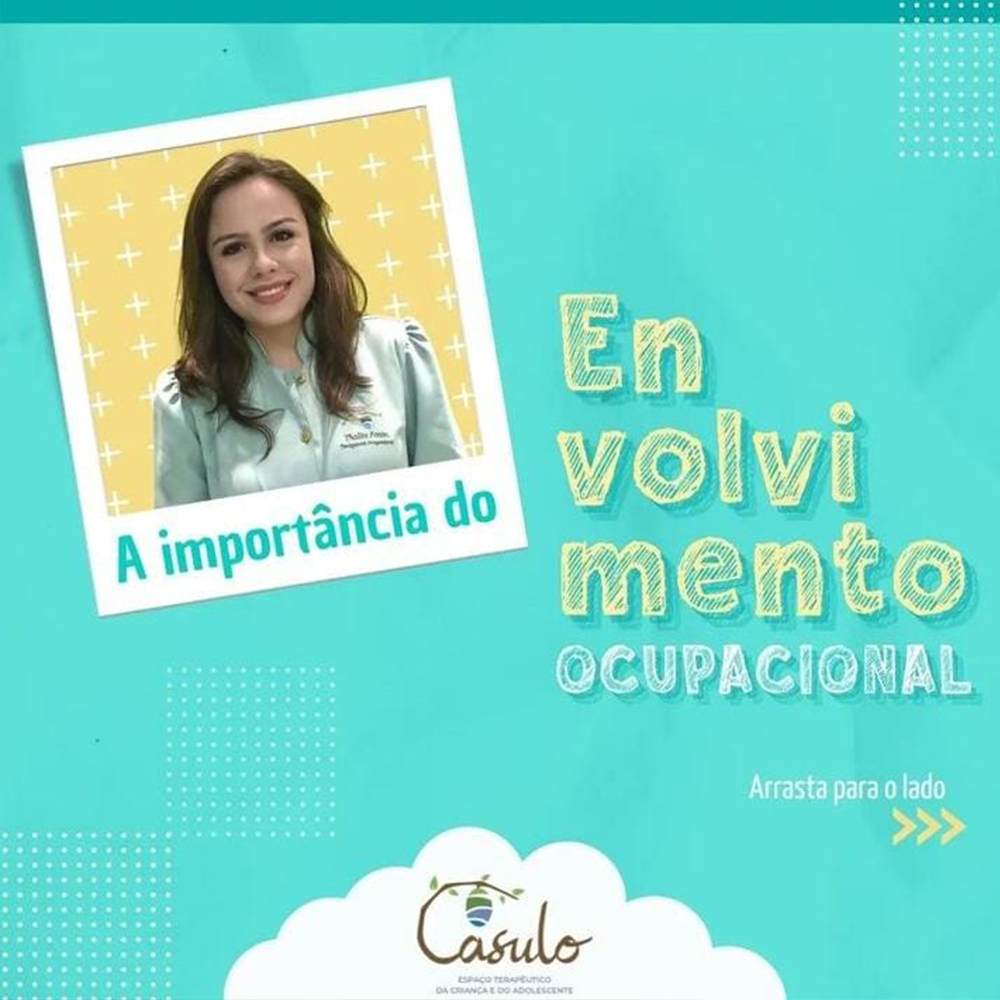 A importância do
En
volvi
mento
OCUPACIONAL
Arrasta para o lado
Casulo
ESPAÇO TERAPÊUTICO
DA CRIANÇA E DO ADOLESCENTE